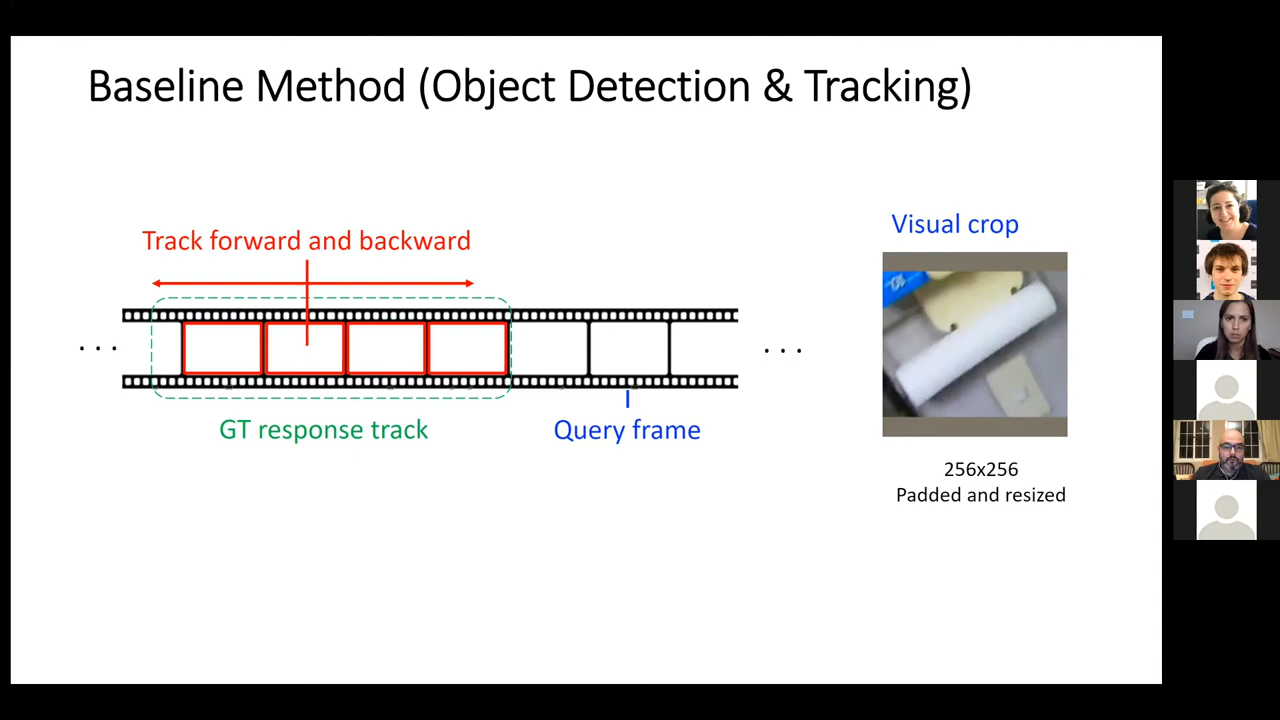 Baseline Method (Object Detection & Tracking)
Visual crop
Track forward and backward
. . .
. . .
GT response track
Query frame
256x256
Padded and resized